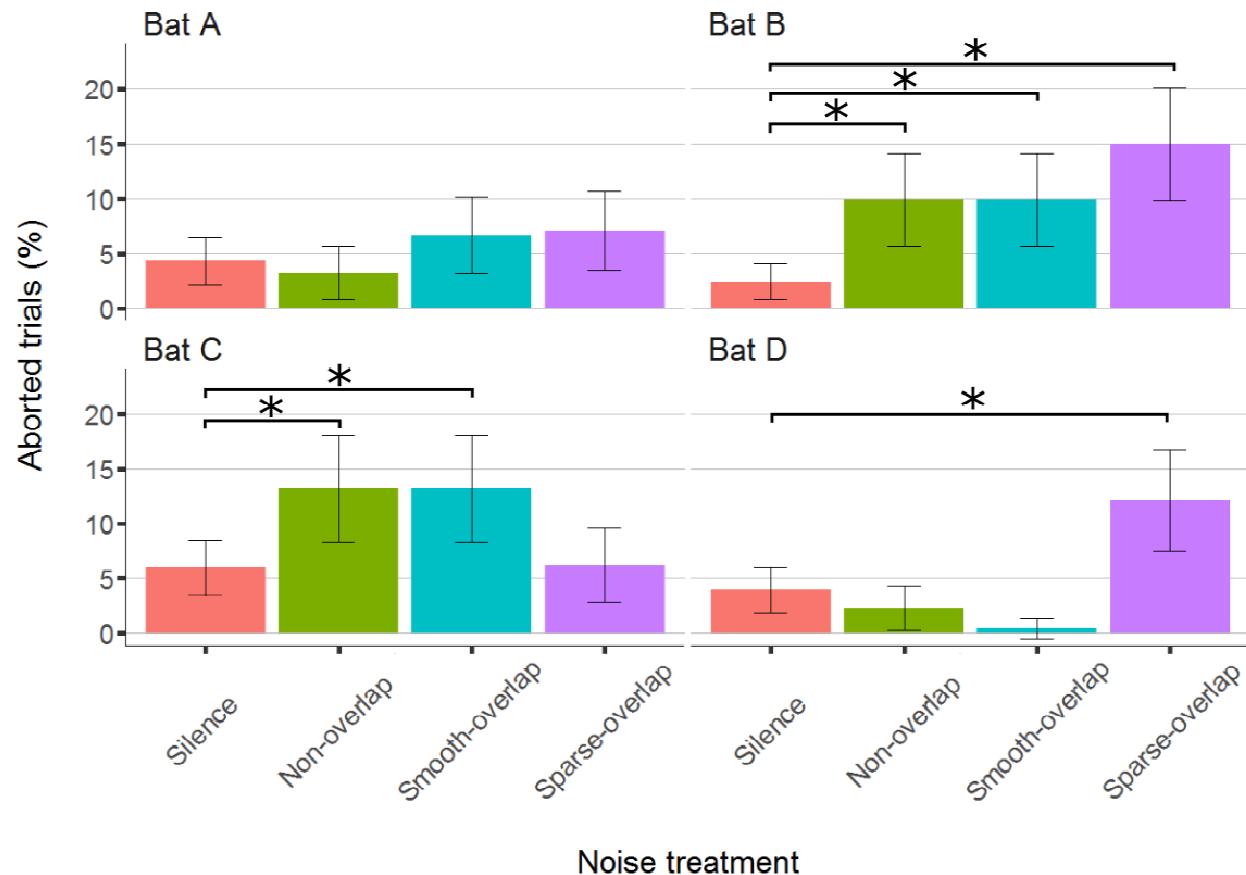 Bat A
Bat B
20
15
10
5
0
*
*
*
Bat C
Bat D
20
15
10
5
0
*
*
*
Aborted trials (%)
Silence
Non-overlap
Smooth-overlap
Sparse-overlap
Silence
Non-overlap
Smooth-overlap
Sparse-overlap
Noise treatment